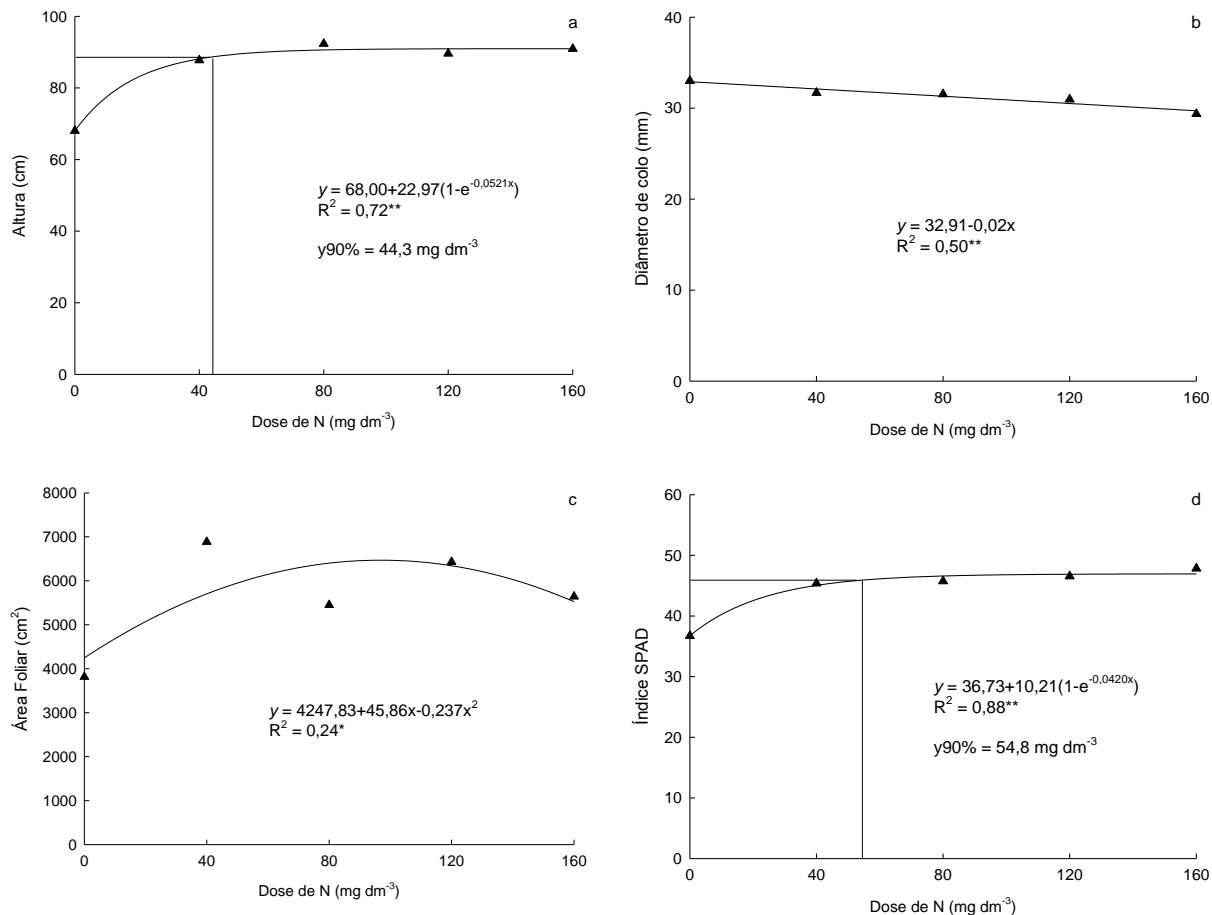 a
Altura (cm)
100
80
60
40
20
0
0 40 80 120 160
Dose de N (mg dm⁻³)
y = 68,00+22,97(1-e⁻⁰,⁰⁵²¹ˣ)
R² = 0,72**
y90% = 44,3 mg dm⁻³
b
Diâmetro de colo (mm)
40
30
20
10
0
0 40 80 120 160
Dose de N (mg dm⁻³)
y = 32,91-0,02x
R² = 0,50**
c
Área Foliar (cm²)
8000
7000
6000
5000
4000
3000
2000
1000
0
0 40 80 120 160
Dose de N (mg dm⁻³)
y = 4247,83+45,86x-0,237x²
R² = 0,24*
d
Índice SPAD
60
50
40
30
20
10
0
0 40 80 120 160
Dose de N (mg dm⁻³)
y = 36,73+10,21(1-e⁻⁰,⁰⁴²⁰ˣ)
R² = 0,88**
y90% = 54,8 mg dm⁻³